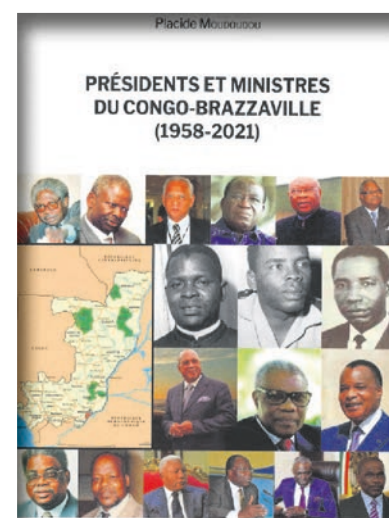 Placide MOUDOUDOU
PRÉSIDENTS ET MINISTRES
DU CONGO-BRAZZAVILLE
(1958-2021)